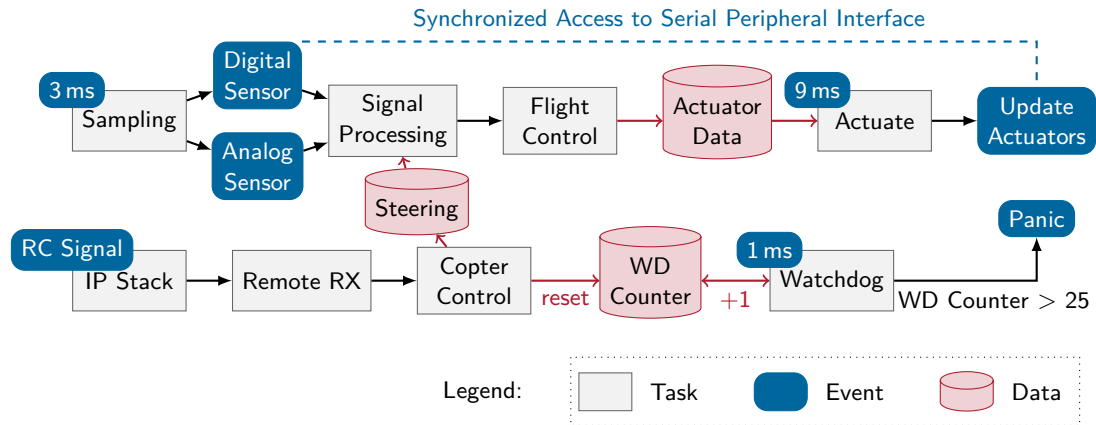 Synchronized Access to Serial Peripheral Interface
3 ms
Sampling
Digital
Sensor
Analog
Sensor
Signal
Processing
Flight
Control
Actuator
Data
9 ms
Actuate
Update
Actuators
Steering
RC Signal
IP Stack
Remote RX
Copter
Control
reset
WD
Counter
+1
1 ms
Watchdog
WD Counter > 25
Panic
Legend:
Task
Event
Data